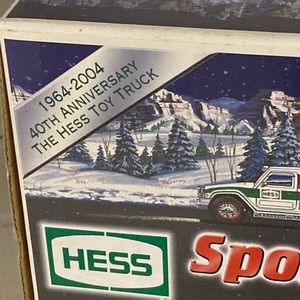 1964-2004
40TH ANNIVERSARY
THE HESS TOY TRUCK
HESS
Spo